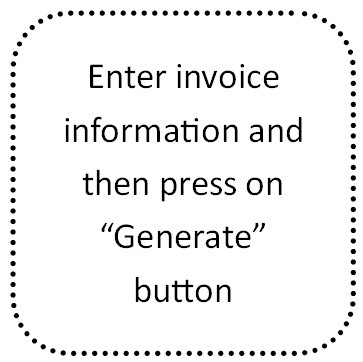 Enter invoice
information and
then press on
“Generate”
button